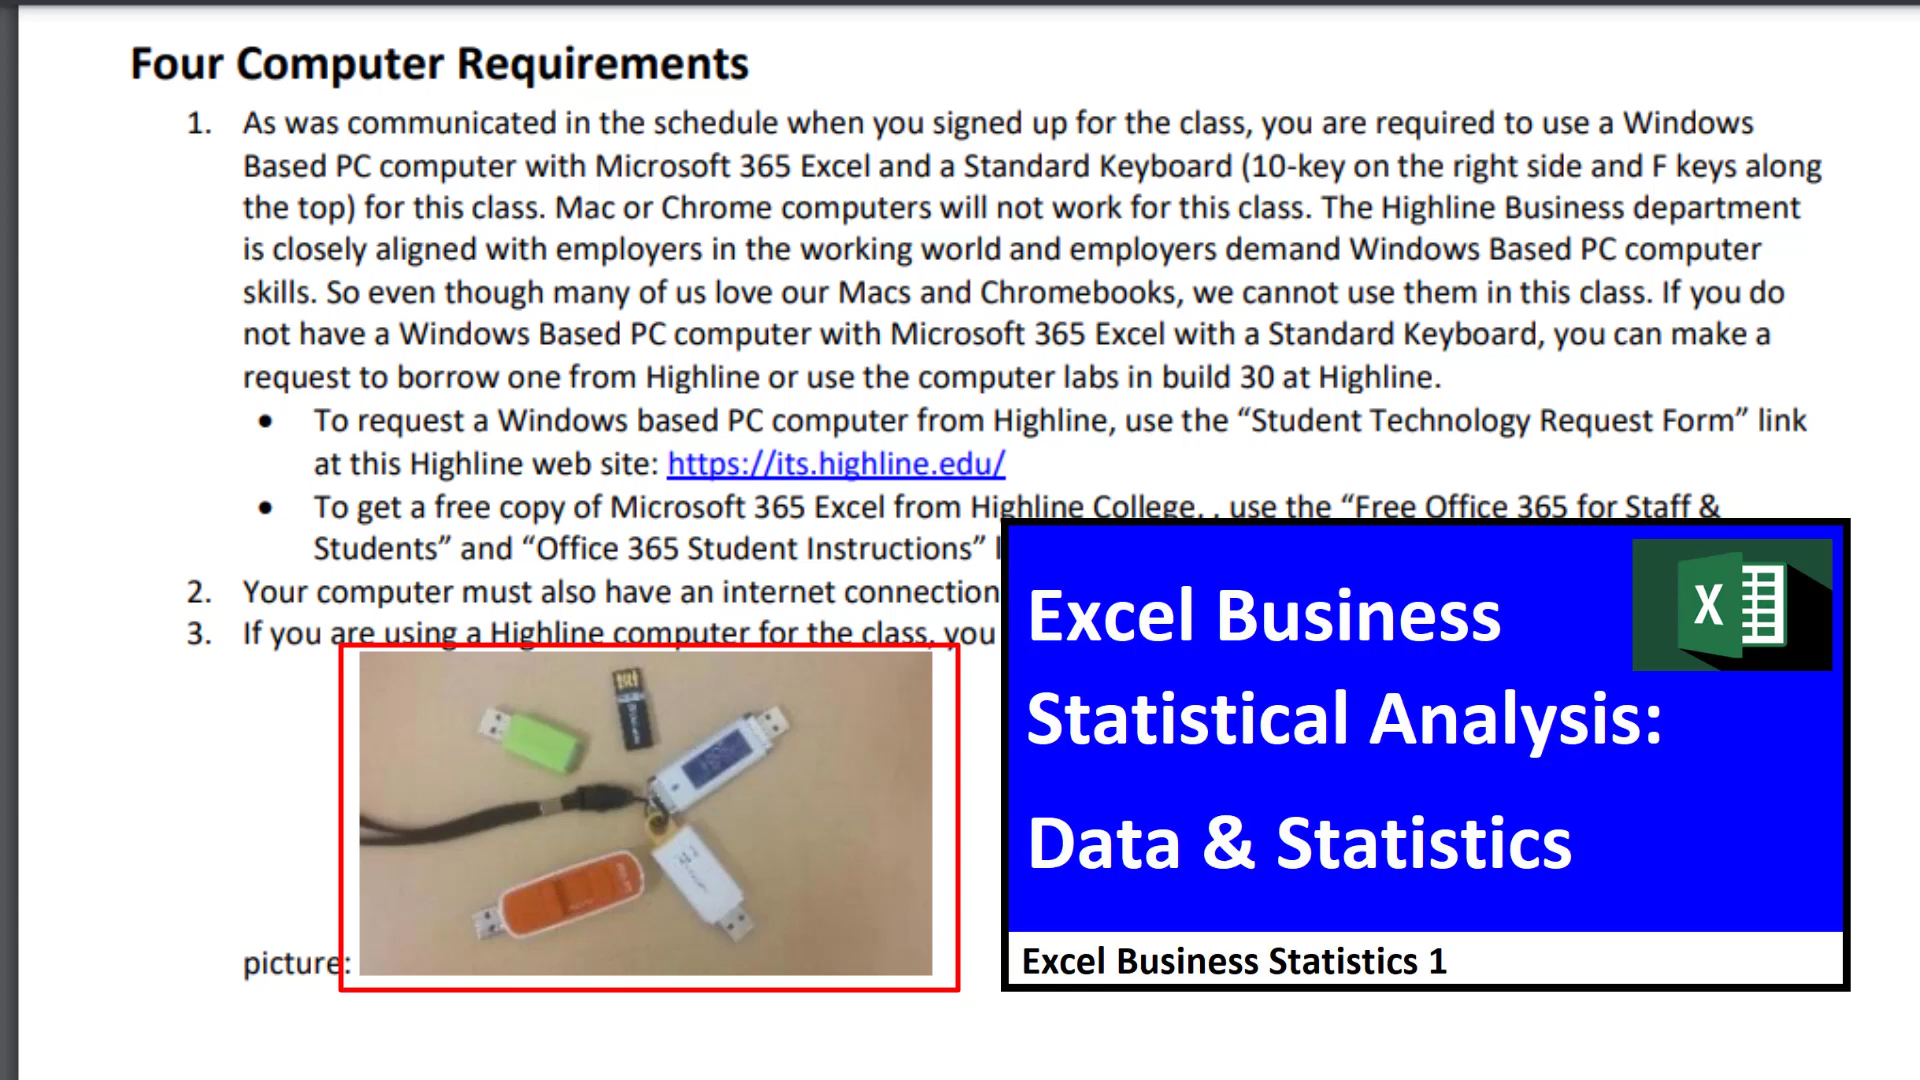 Four Computer Requirements
1. As was communicated in the schedule when you signed up for the class, you are required to use a Windows
Based PC computer with Microsoft 365 Excel and a Standard Keyboard (10-key on the right side and F keys along
the top) for this class. Mac or Chrome computers will not work for this class. The Highline Business department
is closely aligned with employers in the working world and employers demand Windows Based PC computer
skills. So even though many of us love our Macs and Chromebooks, we cannot use them in this class. If you do
not have a Windows Based PC computer with Microsoft 365 Excel with a Standard Keyboard, you can make a
request to borrow one from Highline or use the computer labs in build 30 at Highline.
• To request a Windows based PC computer from Highline, use the “Student Technology Request Form” link
at this Highline web site: https://its.highline.edu/
• To get a free copy of Microsoft 365 Excel from Highline College, , use the “Free Office 365 for Staff &
Students” and “Office 365 Student Instructions”
2. Your computer must also have an internet connection
3. If you are using a Highline computer for the class, you
picture:
X
Excel Business
Statistical Analysis:
Data & Statistics
Excel Business Statistics 1